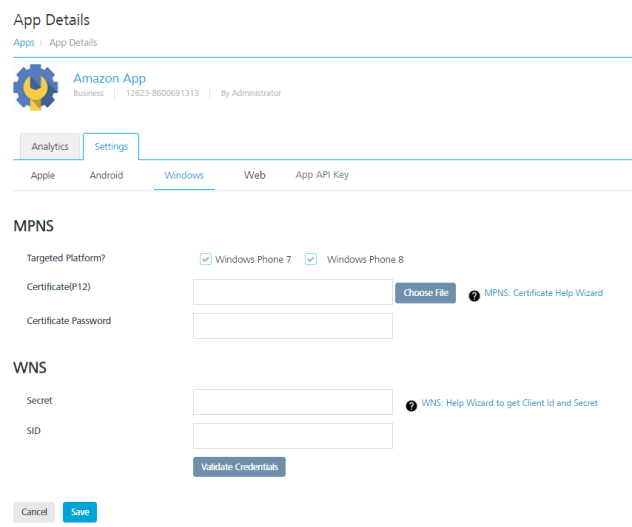 App Details
Apps › App Details
Amazon App
Business | 12623-8600691313 | By Administrator
Analytics Settings
Apple Android Windows Web App API Key
MPNS
Targeted Platform? Windows Phone 7 Windows Phone 8
Certificate(P12) Choose File ? MPNS: Certificate Help Wizard
Certificate Password
WNS
Secret ? WNS: Help Wizard to get Client Id and Secret
SID
Validate Credentials
Cancel Save